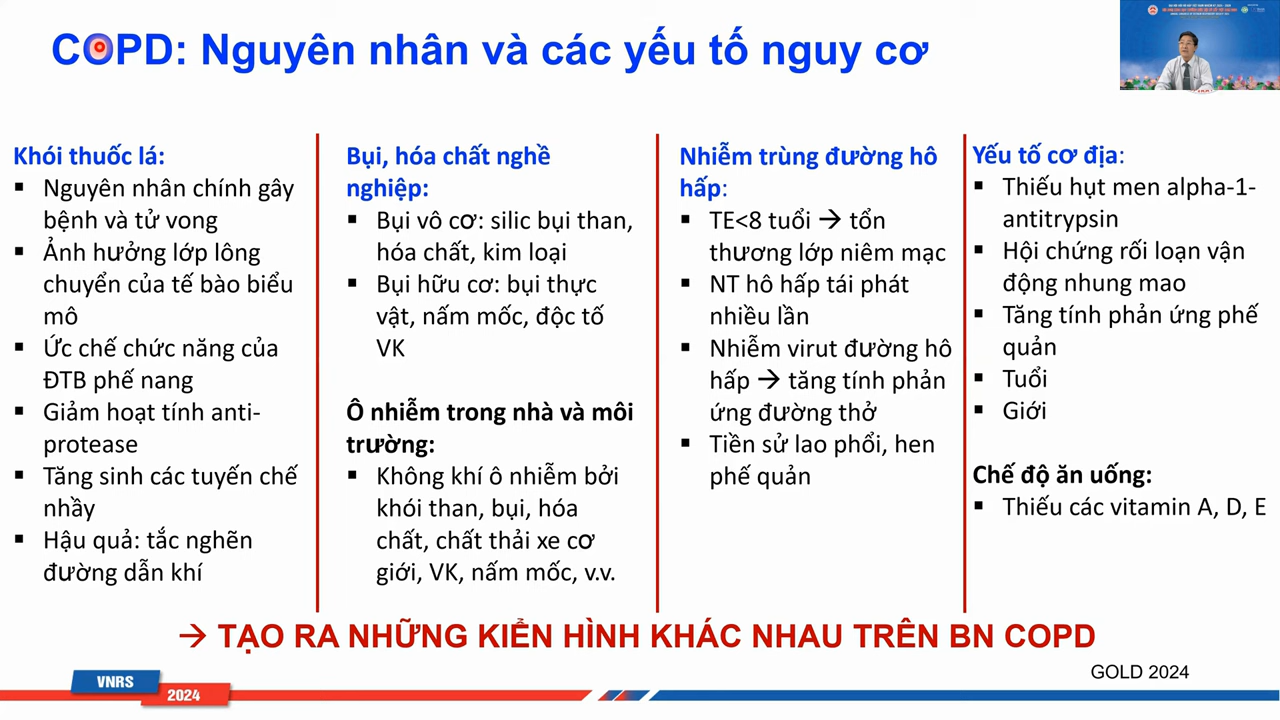 COPD: Nguyên nhân và các yếu tố nguy cơ
Khói thuốc lá:
▪ Nguyên nhân chính gây
bệnh và tử vong
▪ Ảnh hưởng lớp lông
chuyển của tế bào biểu
mô
▪ Ức chế chức năng của
ĐTB phế nang
▪ Giảm hoạt tính anti-
protease
▪ Tăng sinh các tuyến chế
nhầy
▪ Hậu quả: tắc nghẽn
đường dẫn khí
Bụi, hóa chất nghề
nghiệp:
▪ Bụi vô cơ: silic bụi than,
hóa chất, kim loại
▪ Bụi hữu cơ: bụi thực
vật, nấm mốc, độc tố
VK
Ô nhiễm trong nhà và môi
trường:
▪ Không khí ô nhiễm bởi
khói than, bụi, hóa
chất, chất thải xe cơ
giới, VK, nấm mốc, v.v.
Nhiễm trùng đường hô
hấp:
▪ TE<8 tuổi → tổn
thương lớp niêm mạc
▪ NT hô hấp tái phát
nhiều lần
▪ Nhiễm virut đường hô
hấp → tăng tính phản
ứng đường thở
▪ Tiền sử lao phổi, hen
phế quản
Yếu tố cơ địa:
▪ Thiếu hụt men alpha-1-
antitrypsin
▪ Hội chứng rối loạn vận
động nhung mao
▪ Tăng tính phản ứng phế
quản
▪ Tuổi
▪ Giới
Chế độ ăn uống:
▪ Thiếu các vitamin A, D, E
→ TẠO RA NHỮNG KIỂN HÌNH KHÁC NHAU TRÊN BN COPD
GOLD 2024
VNRS
2024